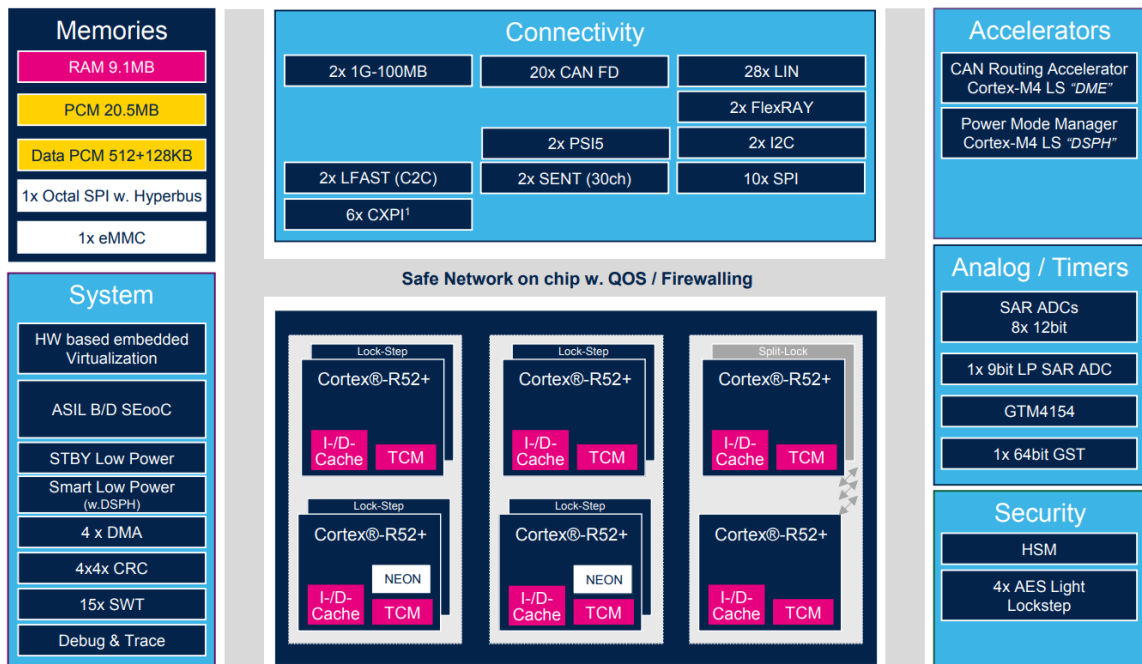 Memories
RAM 9.1MB
PCM 20.5MB
Data PCM 512+128KB
1x Octal SPI w. Hyperbus
1x eMMC
System
HW based embedded
Virtualization
ASIL B/D SEooC
STBY Low Power
Smart Low Power
(w.DSPH)
4 x DMA
4x4x CRC
15x SWT
Debug & Trace
Connectivity
2x 1G-100MB
20x CAN FD
28x LIN
2x FlexRAY
2x PSI5
2x I2C
2x LFAST (C2C)
2x SENT (30ch)
10x SPI
6x CXPI¹
Safe Network on chip w. QOS / Firewalling
Lock-Step
Cortex®-R52+
I-/D-
Cache
TCM
Lock-Step
Cortex®-R52+
I-/D-
Cache
TCM
Split-Lock
Cortex®-R52+
I-/D-
Cache
TCM
Lock-Step
Cortex®-R52+
NEON
I-/D-
Cache
TCM
Lock-Step
Cortex®-R52+
NEON
I-/D-
Cache
TCM
Cortex®-R52+
I-/D-
Cache
TCM
Accelerators
CAN Routing Accelerator
Cortex-M4 LS “DME”
Power Mode Manager
Cortex-M4 LS “DSPH”
Analog / Timers
SAR ADCs
8x 12bit
1x 9bit LP SAR ADC
GTM4154
1x 64bit GST
Security
HSM
4x AES Light
Lockstep